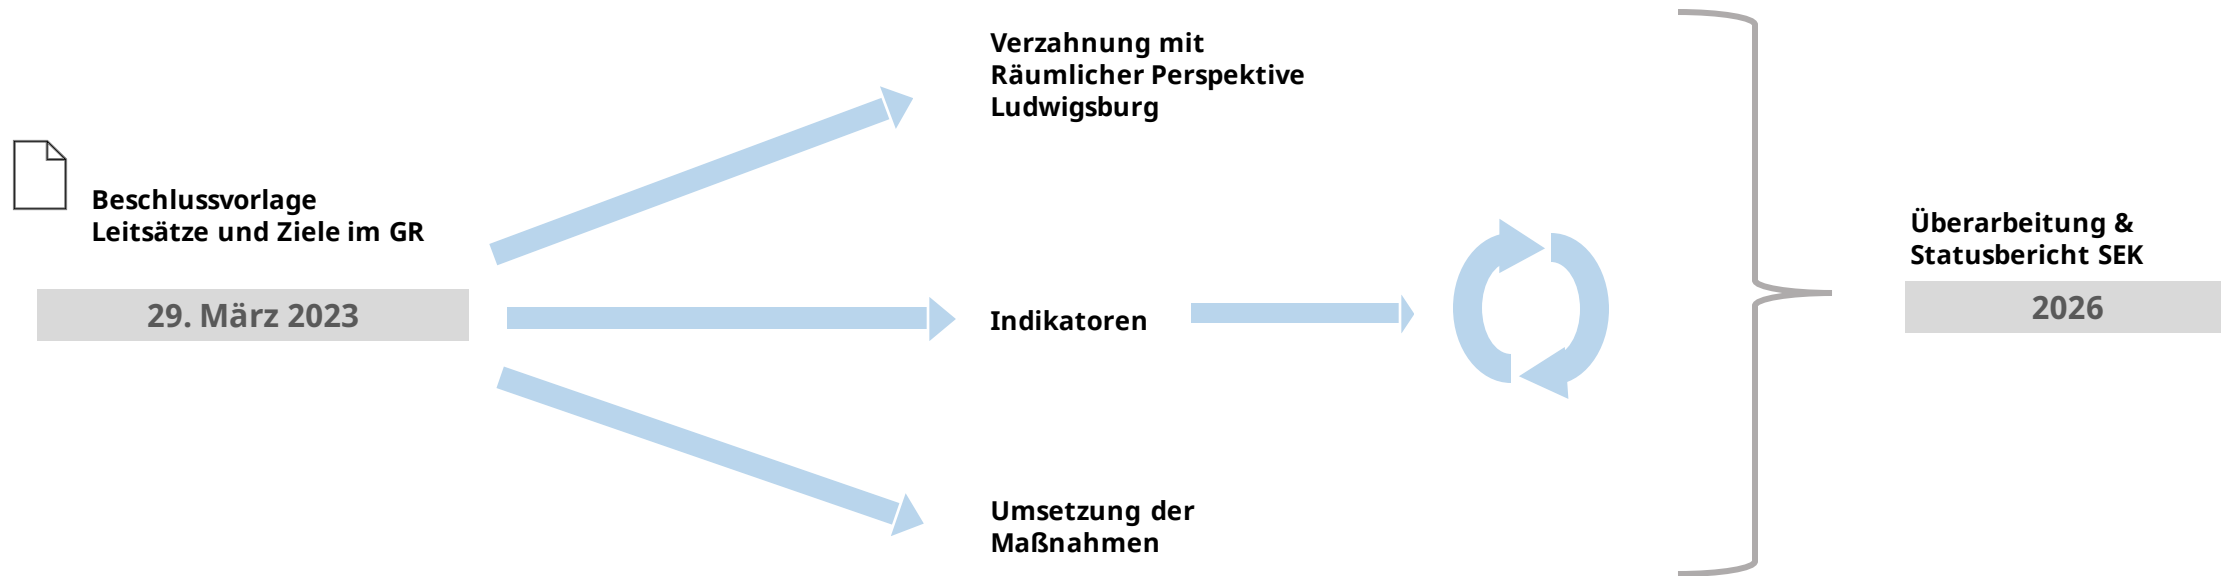 Beschlussvorlage
Leitsätze und Ziele im GR
29. März 2023
Verzahnung mit
Räumlicher Perspektive
Ludwigsburg
Indikatoren
Umsetzung der
Maßnahmen
Überarbeitung &
Statusbericht SEK
2026